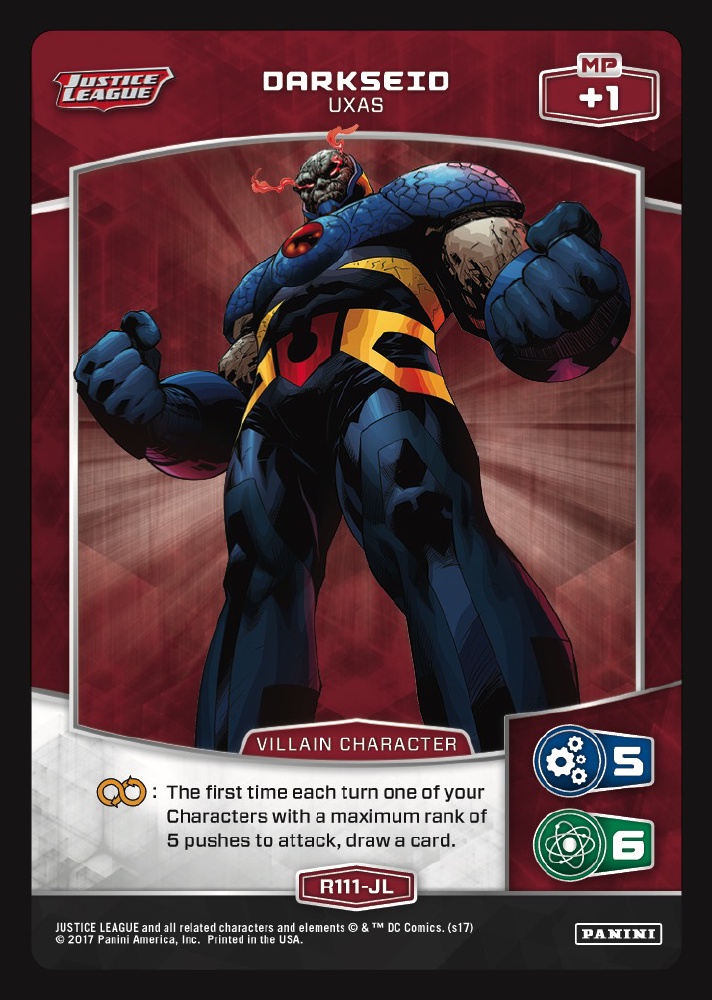 JUSTICE
LEAGUE
DARKSEID
UXAS
MP
+1
VILLAIN CHARACTER
: The first time each turn one of your
Characters with a maximum rank of
5 pushes to attack, draw a card.
5
6
R111-JL
JUSTICE LEAGUE and all related characters and elements © & ™ DC Comics. (s17)
© 2017 Panini America, Inc. Printed in the USA.
PANINI